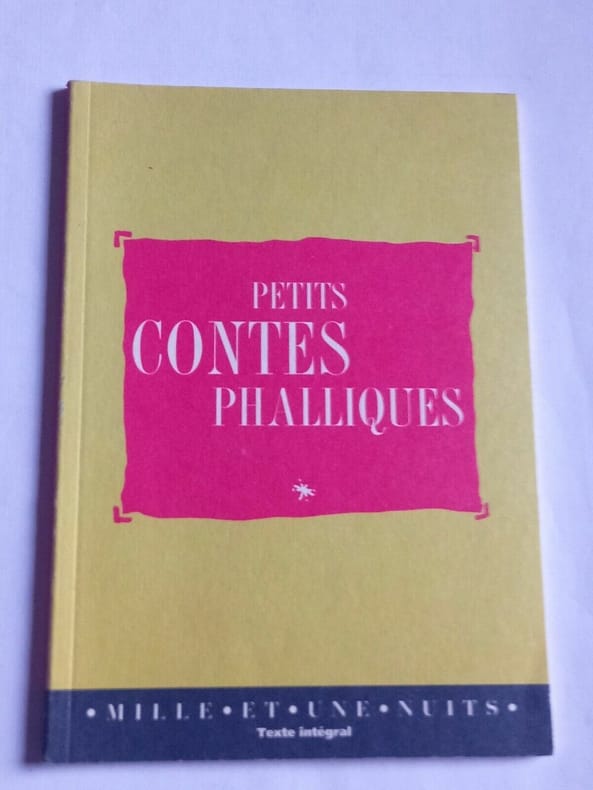 PETITS
CONTES
PHALLIQUES
• MILLE • ET • UNE • NUITS •
Texte intégral